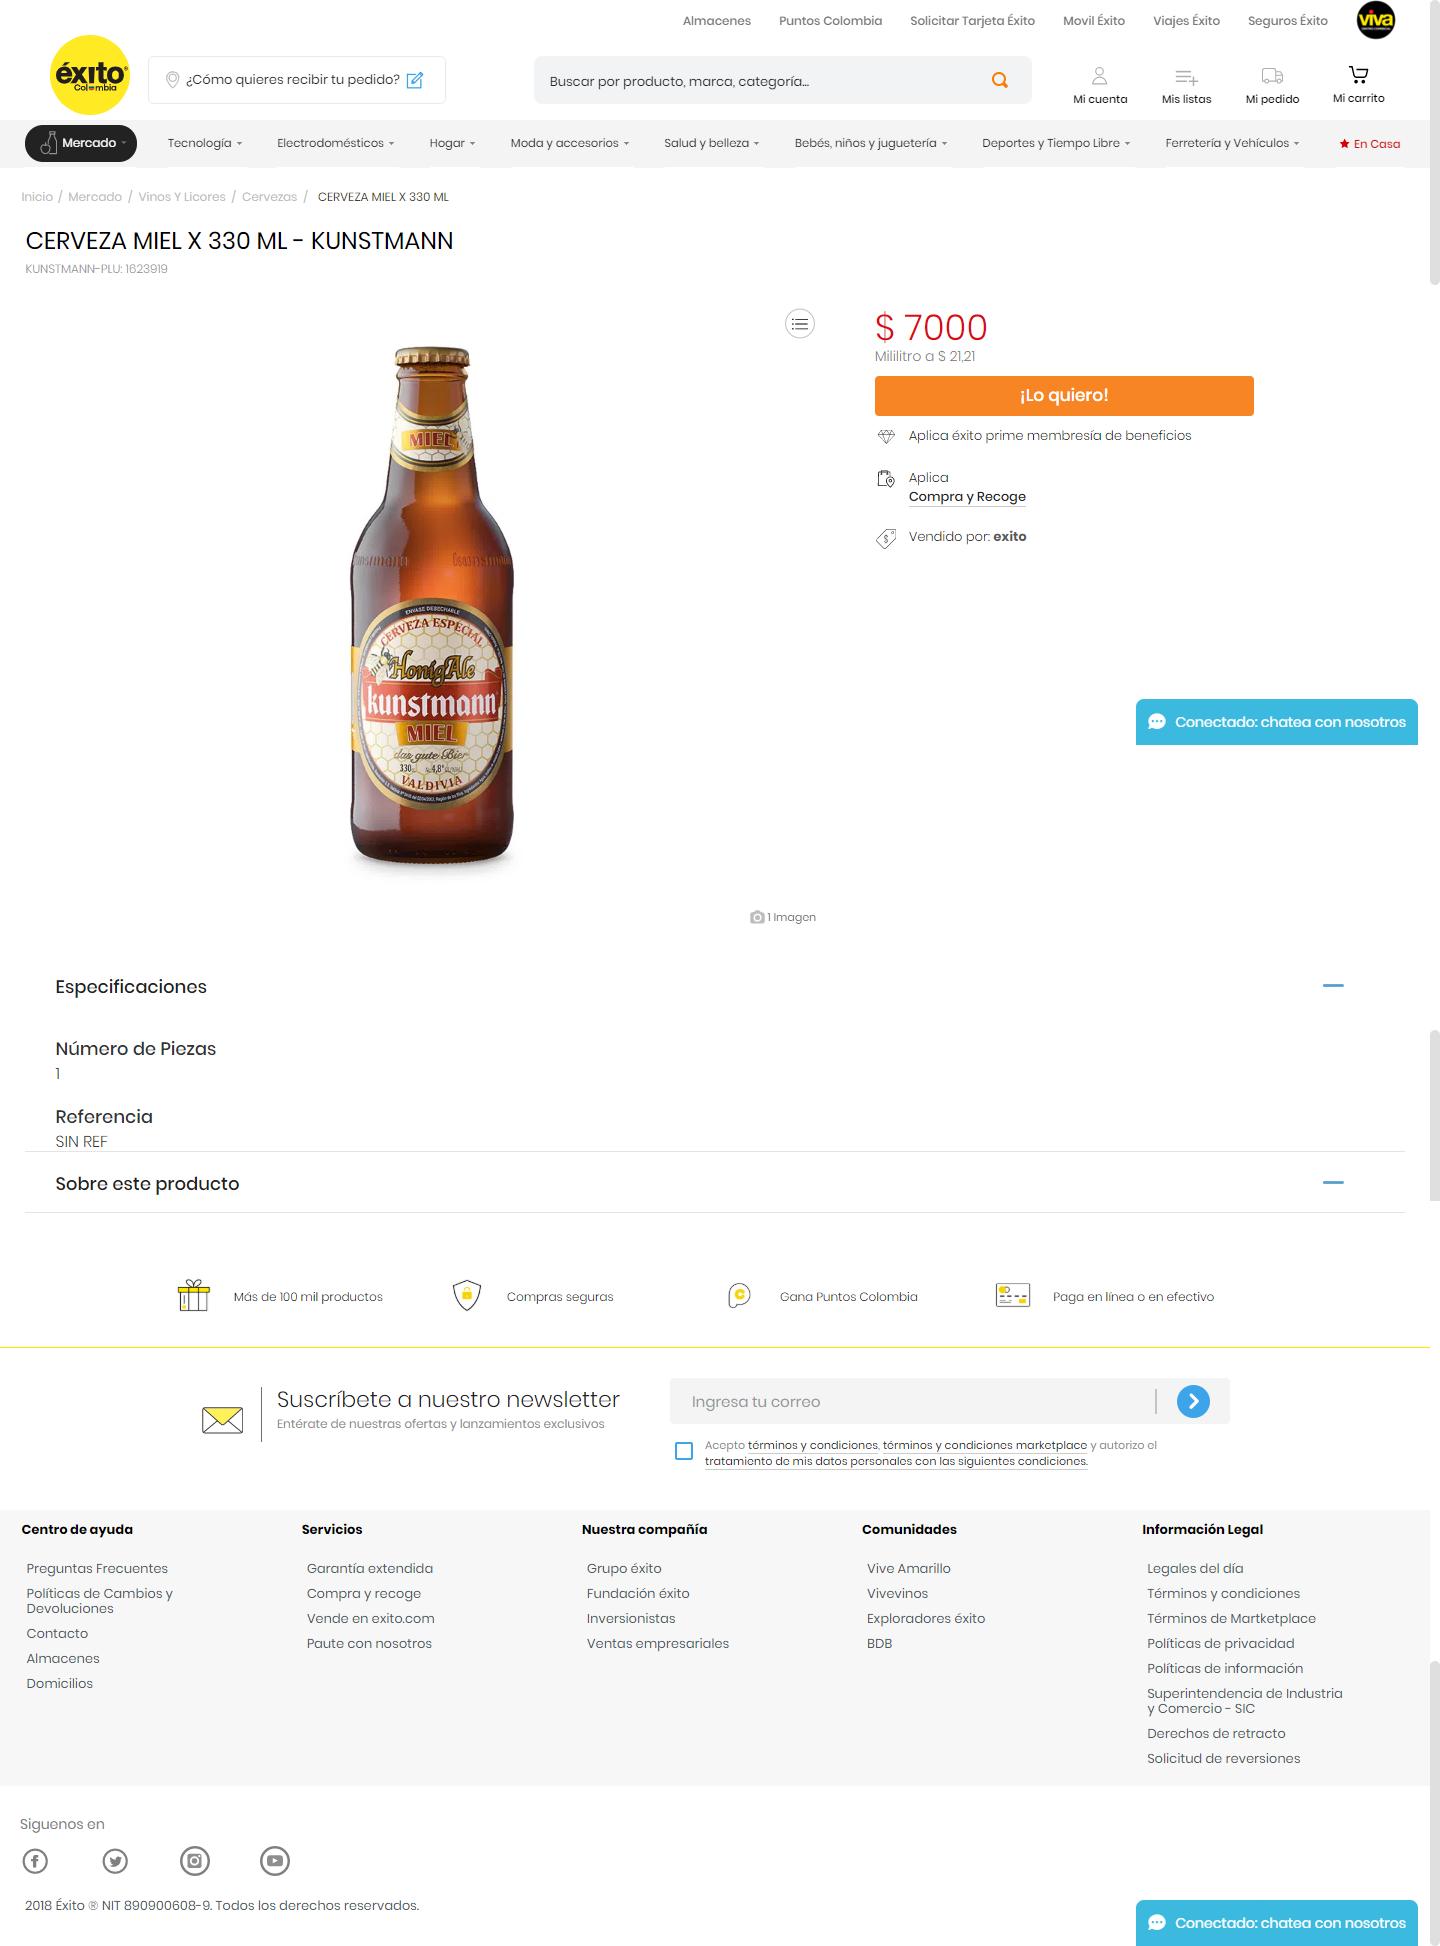 Almacenes Puntos Colombia Solicitar Tarjeta Éxito Movil Éxito Viajes Éxito Seguros Éxito viva
éxito
Colombia
¿Cómo quieres recibir tu pedido?
Buscar por producto, marca, categoría...
Mi cuenta Mis listas Mi pedido Mi carrito
Mercado Tecnología Electrodomésticos Hogar Moda y accesorios Salud y belleza Bebés, niños y juguetería Deportes y Tiempo Libre Ferretería y Vehículos En Casa
Inicio / Mercado / Vinos Y Licores / Cervezas / CERVEZA MIEL X 330 ML
CERVEZA MIEL X 330 ML - KUNSTMANN
KUNSTMANN-PLU: 1623919
MIEL
kunstmann kunstmann
ENVASE DESECHABLE
CERVEZA ESPECIAL
Honig Ale
kunstmann
MIEL
das gute Bier
330 4,8°
VALDIVIA
1 Imagen
$ 7000
Mililitro a $ 21,21
¡Lo quiero!
Aplica éxito prime membresía de beneficios
Aplica
Compra y Recoge
Vendido por: exito
Conectado: chatea con nosotros
Especificaciones
Número de Piezas
1
Referencia
SIN REF
Sobre este producto
Más de 100 mil productos Compras seguras Gana Puntos Colombia Paga en línea o en efectivo
Suscríbete a nuestro newsletter
Entérate de nuestras ofertas y lanzamientos exclusivos
Ingresa tu correo
Acepto términos y condiciones, términos y condiciones marketplace y autorizo el
tratamiento de mis datos personales con las siguientes condiciones.
Centro de ayuda
Preguntas Frecuentes
Políticas de Cambios y
Devoluciones
Contacto
Almacenes
Domicilios
Servicios
Garantía extendida
Compra y recoge
Vende en exito.com
Paute con nosotros
Nuestra compañía
Grupo éxito
Fundación éxito
Inversionistas
Ventas empresariales
Comunidades
Vive Amarillo
Vivevinos
Exploradores éxito
BDB
Información Legal
Legales del día
Términos y condiciones
Términos de Martketplace
Políticas de privacidad
Políticas de información
Superintendencia de Industria
y Comercio - SIC
Derechos de retracto
Solicitud de reversiones
Siguenos en
2018 Éxito ® NIT 890900608-9. Todos los derechos reservados.
Conectado: chatea con nosotros